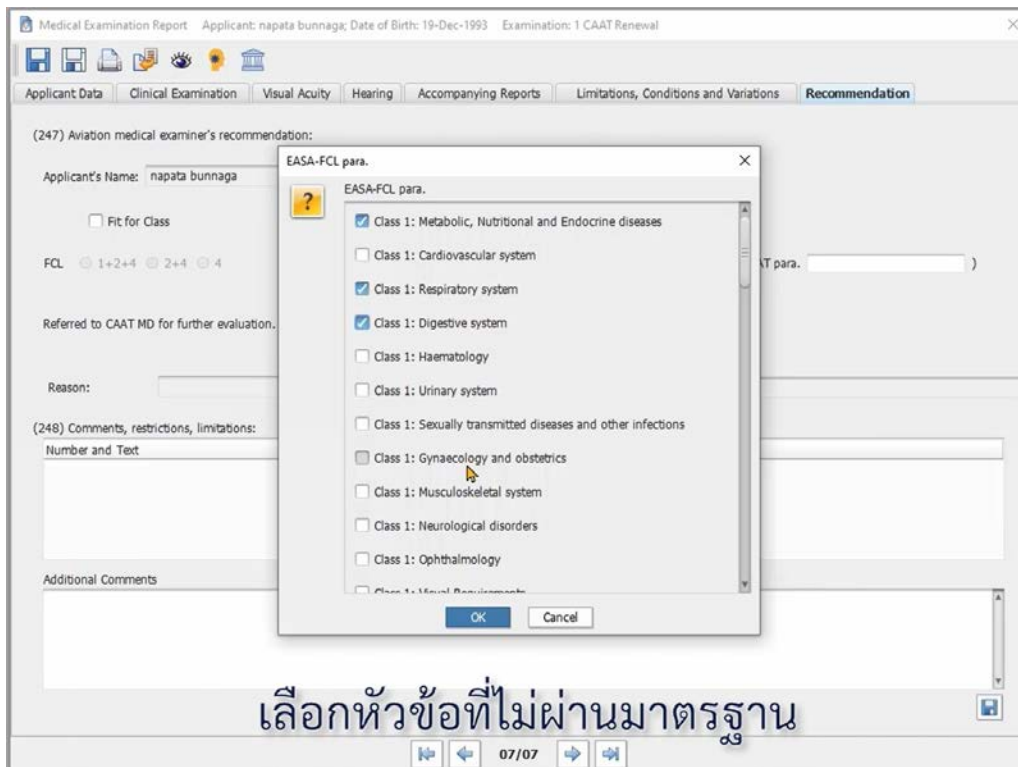 Medical Examination Report Applicant: napata bunnaga; Date of Birth: 19-Dec-1993 Examination: 1 CAAT Renewal
Applicant Data Clinical Examination Visual Acuity Hearing Accompanying Reports Limitations, Conditions and Variations Recommendation
(247) Aviation medical examiner's recommendation:
Applicant's Name: napata bunnaga
Fit for Class
FCL 1+2+4 2+4 4
AT para. )
Referred to CAAT MD for further evaluation.
Reason:
(248) Comments, restrictions, limitations:
Number and Text
Additional Comments
EASA-FCL para.
EASA-FCL para.
Class 1: Metabolic, Nutritional and Endocrine diseases
Class 1: Cardiovascular system
Class 1: Respiratory system
Class 1: Digestive system
Class 1: Haematology
Class 1: Urinary system
Class 1: Sexually transmitted diseases and other infections
Class 1: Gynaecology and obstetrics
Class 1: Musculoskeletal system
Class 1: Neurological disorders
Class 1: Ophthalmology
Class 1: Visual Requirements
OK Cancel
เลือกหัวข้อที่ไม่ผ่านมาตรฐาน
07/07